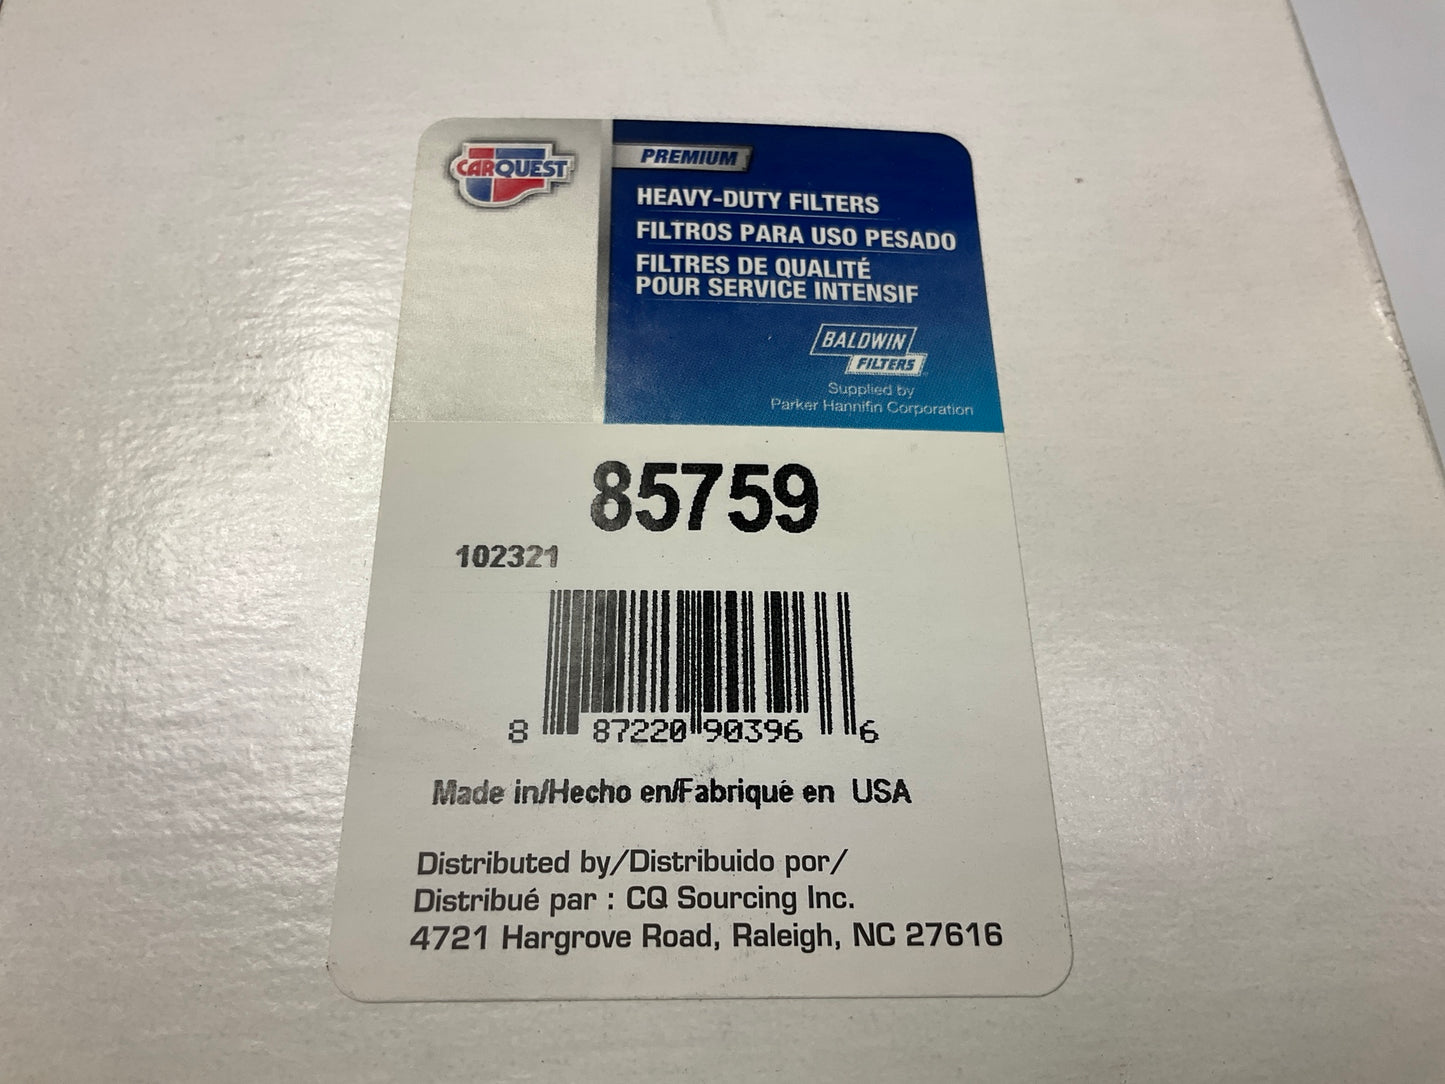 CARQUEST
PREMIUM
HEAVY-DUTY FILTERS
FILTROS PARA USO PESADO
FILTRES DE QUALITÉ
POUR SERVICE INTENSIF
BALDWIN
FILTERS
Supplied by
Parker Hannifin Corporation
85759
102321
8 87220 90396 6
Made in/Hecho en/Fabriqué en USA
Distributed by/Distribuido por/
Distribué par : CQ Sourcing Inc.
4721 Hargrove Road, Raleigh, NC 27616